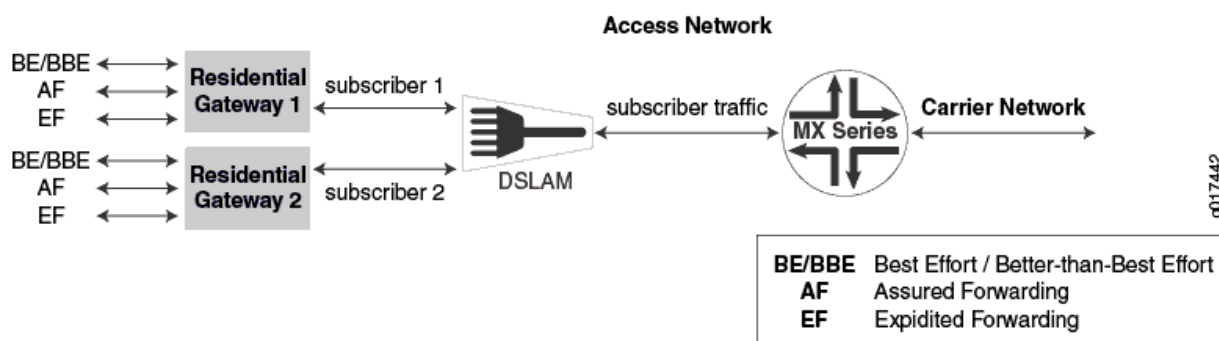 Access Network
BE/BBE
AF
EF
Residential
Gateway 1
subscriber 1
BE/BBE
AF
EF
Residential
Gateway 2
subscriber 2
DSLAM
subscriber traffic
MX Series
Carrier Network
g017442
BE/BBE Best Effort / Better-than-Best Effort
AF Assured Forwarding
EF Expidited Forwarding